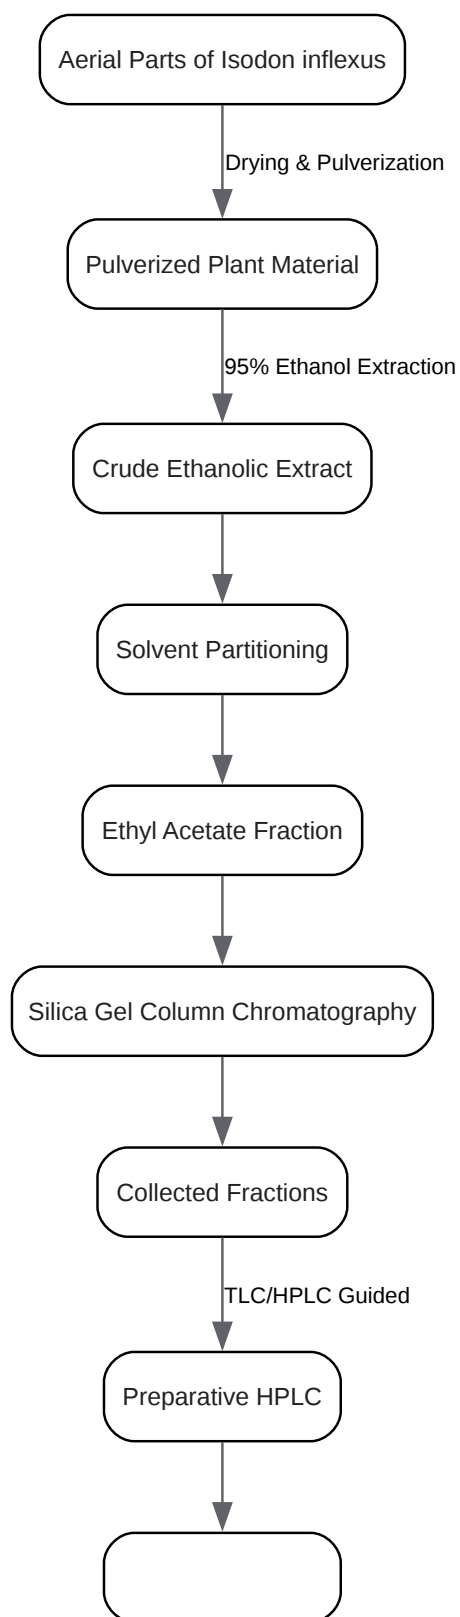 Aerial Parts of Isodon inflexus
Drying & Pulverization
Pulverized Plant Material
95% Ethanol Extraction
Crude Ethanolic Extract
Solvent Partitioning
Ethyl Acetate Fraction
Silica Gel Column Chromatography
Collected Fractions
TLC/HPLC Guided
Preparative HPLC